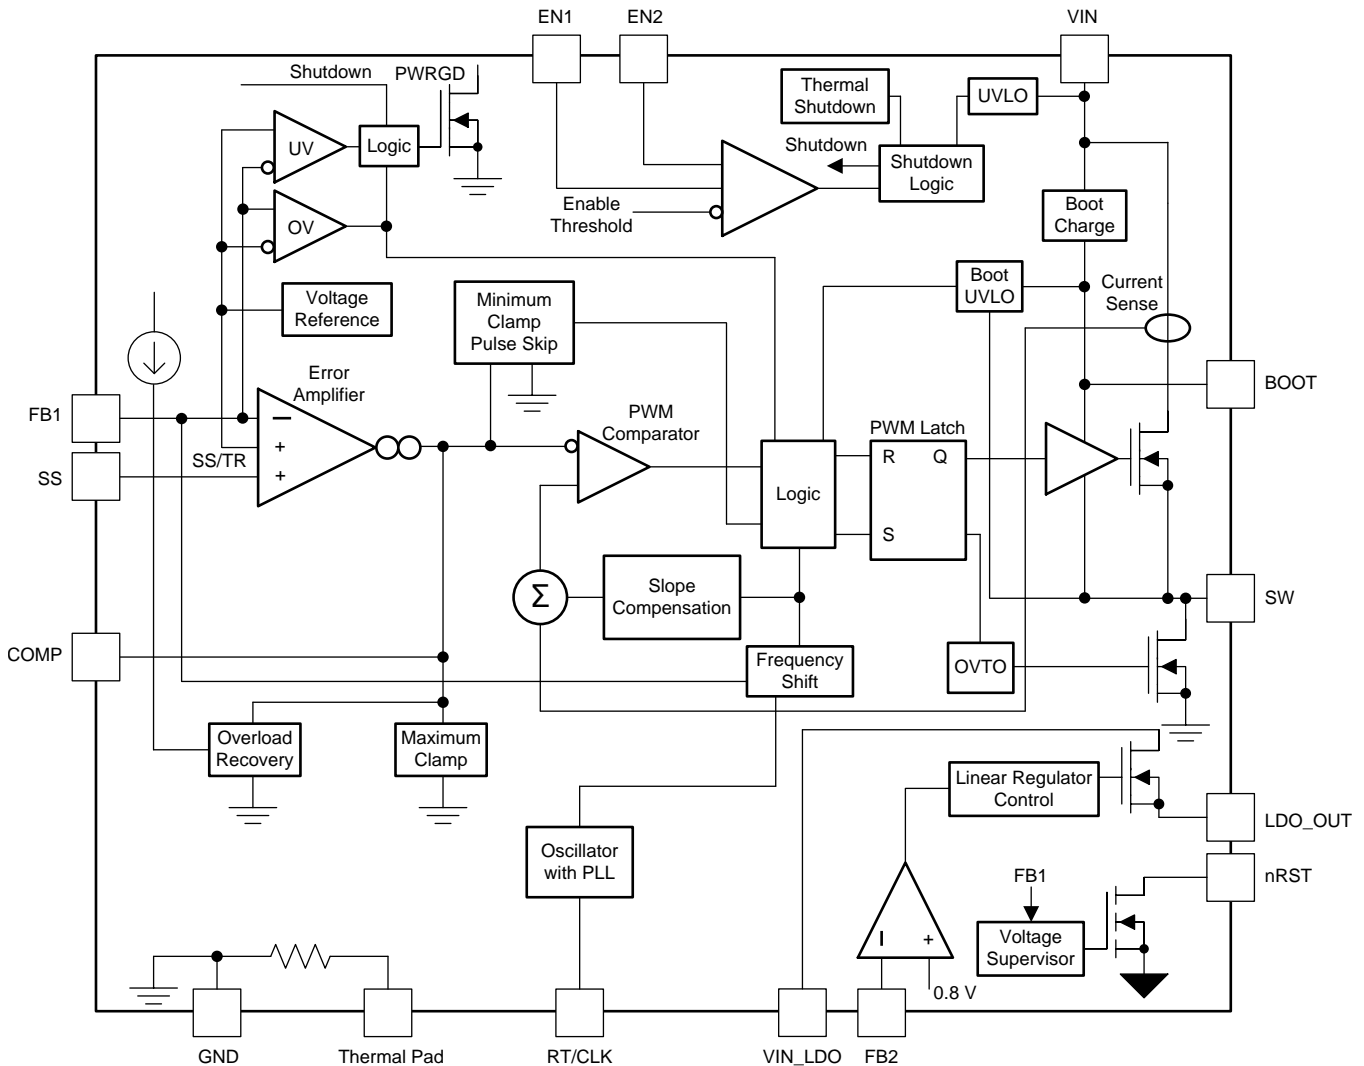 EN1
EN2
VIN
Shutdown
PWRGD
UV
Logic
OV
Thermal
Shutdown
UVLO
Shutdown
Shutdown
Logic
Enable
Threshold
Boot
Charge
Voltage
Reference
Minimum
Clamp
Pulse Skip
Boot
UVLO
Current
Sense
BOOT
FB1
SS
Error
Amplifier
−
+
+
SS/TR
PWM
Comparator
Logic
PWM Latch
R
Q
S
Σ
Slope
Compensation
SW
COMP
Frequency
Shift
OVTO
Overload
Recovery
Maximum
Clamp
Linear Regulator
Control
LDO_OUT
Oscillator
with PLL
FB1
nRST
Voltage
Supervisor
+
0.8 V
GND
Thermal Pad
RT/CLK
VIN_LDO
FB2